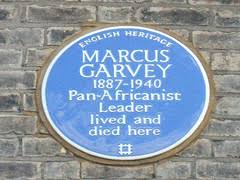 ENGLISH HERITAGE
MARCUS
GARVEY
1887-1940
Pan-Africanist
Leader
lived and
died here